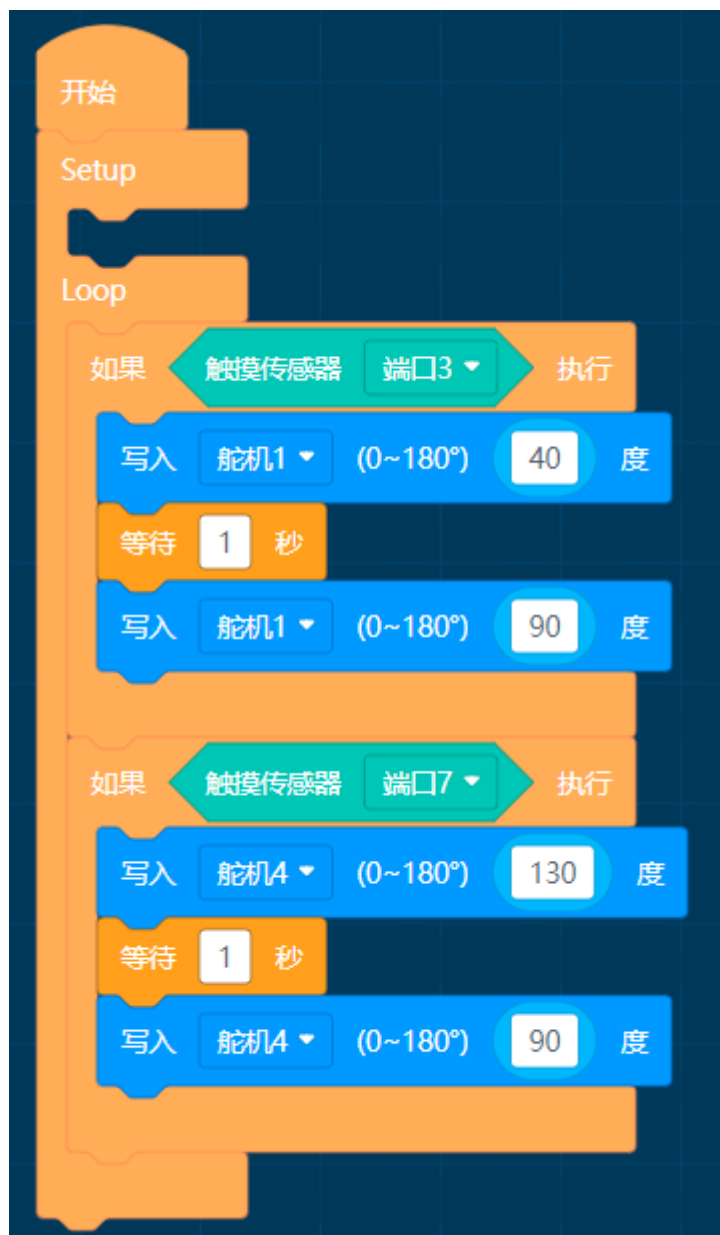 开始
Setup
Loop
如果 触摸传感器 端口3 执行
写入 舵机1 (0~180°) 40 度
等待 1 秒
写入 舵机1 (0~180°) 90 度
如果 触摸传感器 端口7 执行
写入 舵机4 (0~180°) 130 度
等待 1 秒
写入 舵机4 (0~180°) 90 度